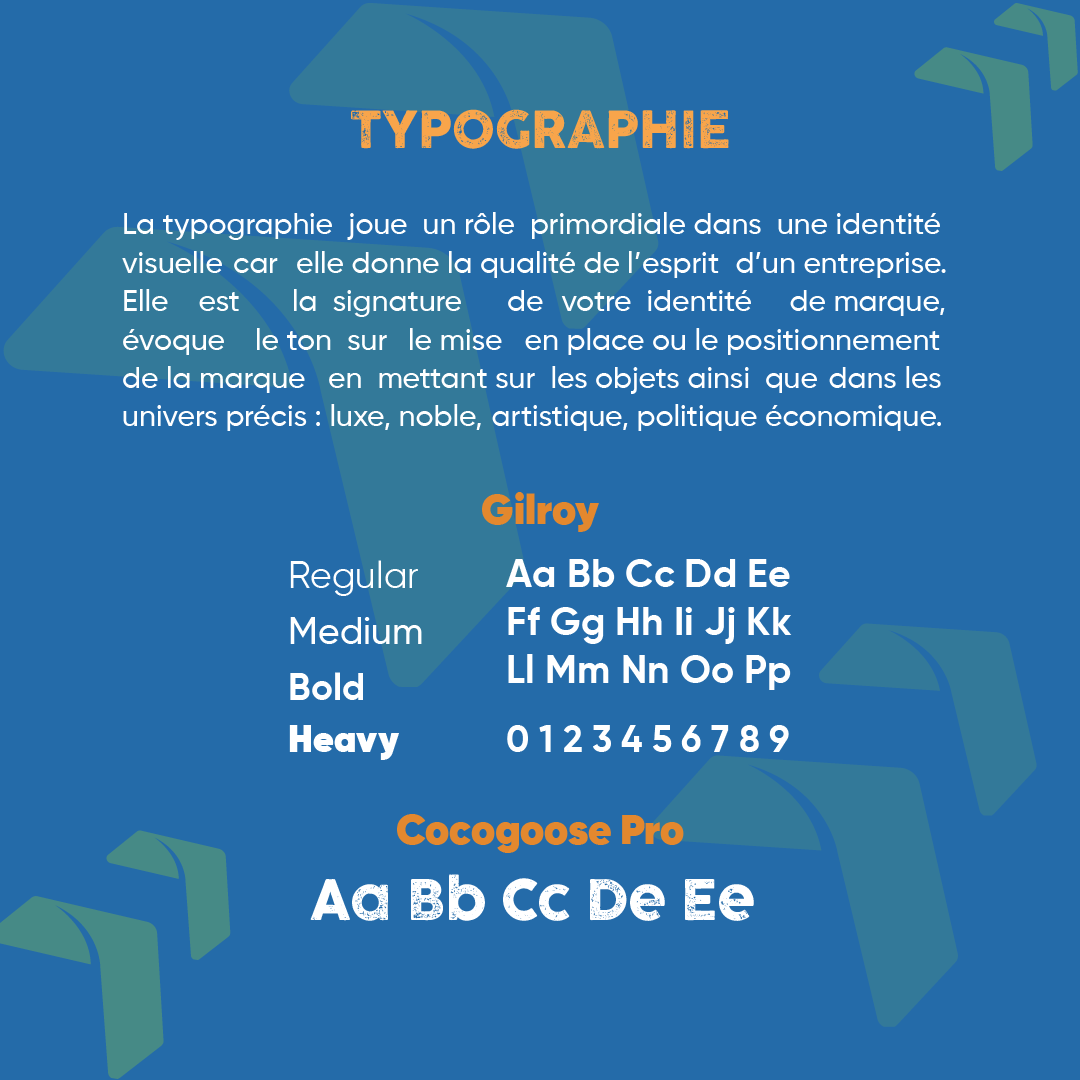 TYPOGRAPHIE
La typographie joue un rôle primordiale dans une identité
visuelle car elle donne la qualité de l’esprit d’un entreprise.
Elle est la signature de votre identité de marque,
évoque le ton sur le mise en place ou le positionnement
de la marque en mettant sur les objets ainsi que dans les
univers précis : luxe, noble, artistique, politique économique.
Gilroy
Regular
Medium
Bold
Heavy
Aa Bb Cc Dd Ee
Ff Gg Hh Ii Jj Kk
Ll Mm Nn Oo Pp
0 1 2 3 4 5 6 7 8 9
Cocogoose Pro
Aa Bb Cc De Ee